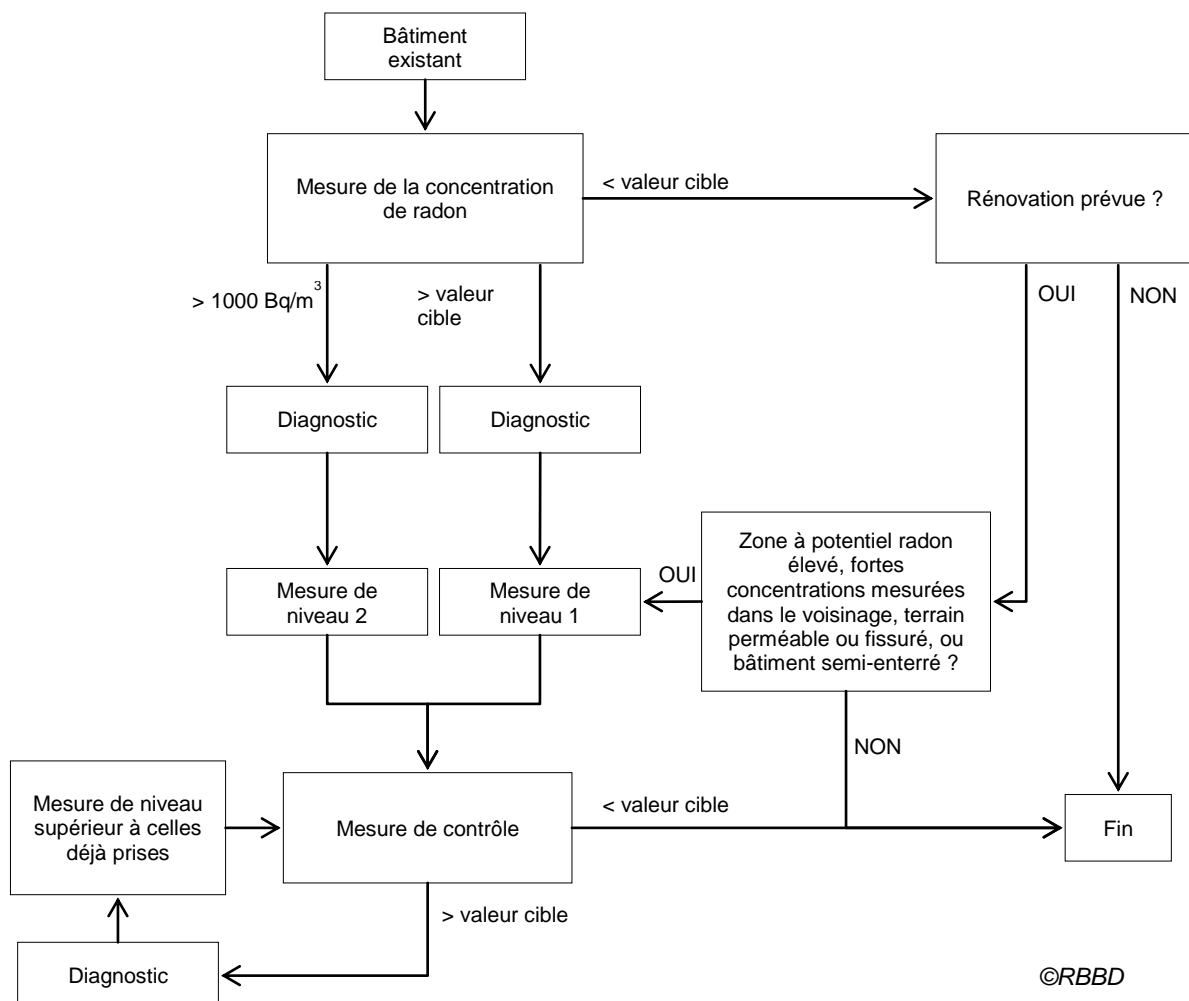 Bâtiment
existant
Mesure de la concentration
de radon
< valeur cible
Rénovation prévue ?
> 1000 Bq/m³
> valeur
cible
OUI
NON
Diagnostic
Diagnostic
Mesure de
niveau 2
Mesure de
niveau 1
OUI
Zone à potentiel radon
élevé, fortes
concentrations mesurées
dans le voisinage, terrain
perméable ou fissuré, ou
bâtiment semi-enterré ?
NON
Mesure de niveau
supérieur à celles
déjà prises
Mesure de contrôle
< valeur cible
Fin
> valeur cible
Diagnostic
©RBBD